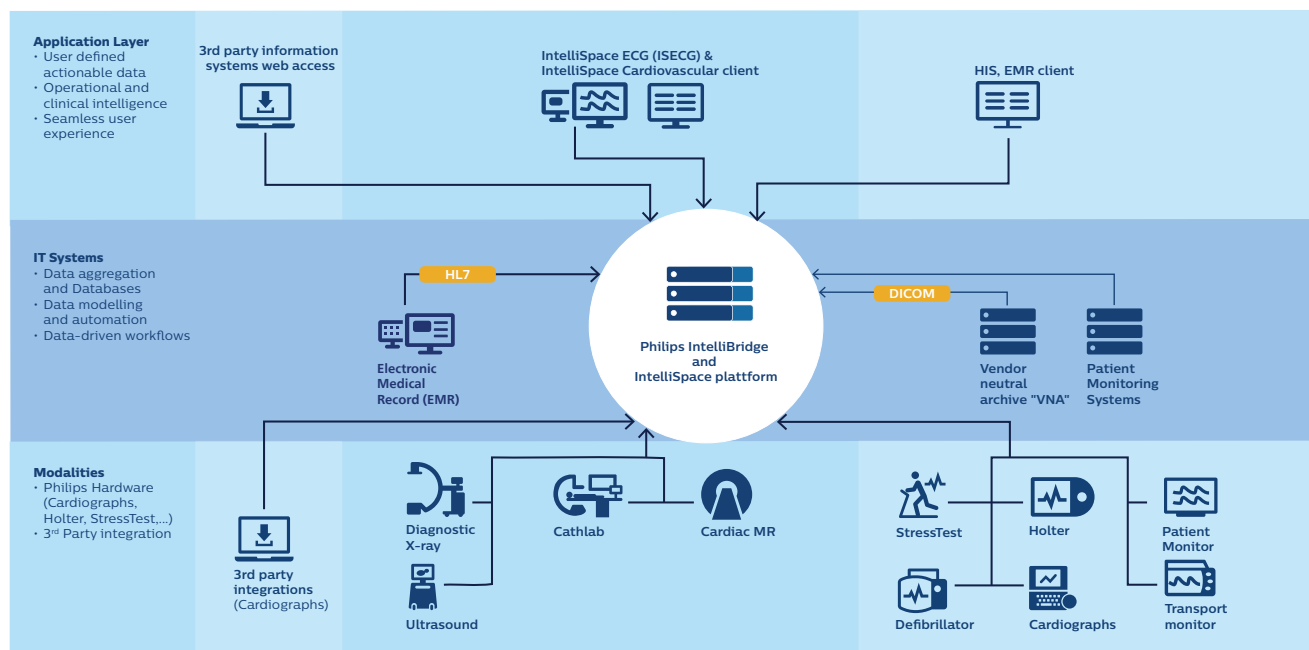 Application Layer
• User defined
actionable data
• Operational and
clinical intelligence
• Seamless user
experience
3rd party information
systems web access
IntelliSpace ECG (ISECG) &
IntelliSpace Cardiovascular client
HIS, EMR client
IT Systems
• Data aggregation
and Databases
• Data modelling
and automation
• Data-driven workflows
HL7
Electronic
Medical
Record (EMR)
Philips IntelliBridge
and
IntelliSpace plattform
DICOM
Vendor
neutral
archive "VNA"
Patient
Monitoring
Systems
Modalities
• Philips Hardware
(Cardiographs,
Holter, StressTest,...)
• 3rd Party integration
3rd party
integrations
(Cardiographs)
Diagnostic
X-ray
Cathlab
Cardiac MR
Ultrasound
StressTest
Holter
Patient
Monitor
Defibrillator
Cardiographs
Transport
monitor